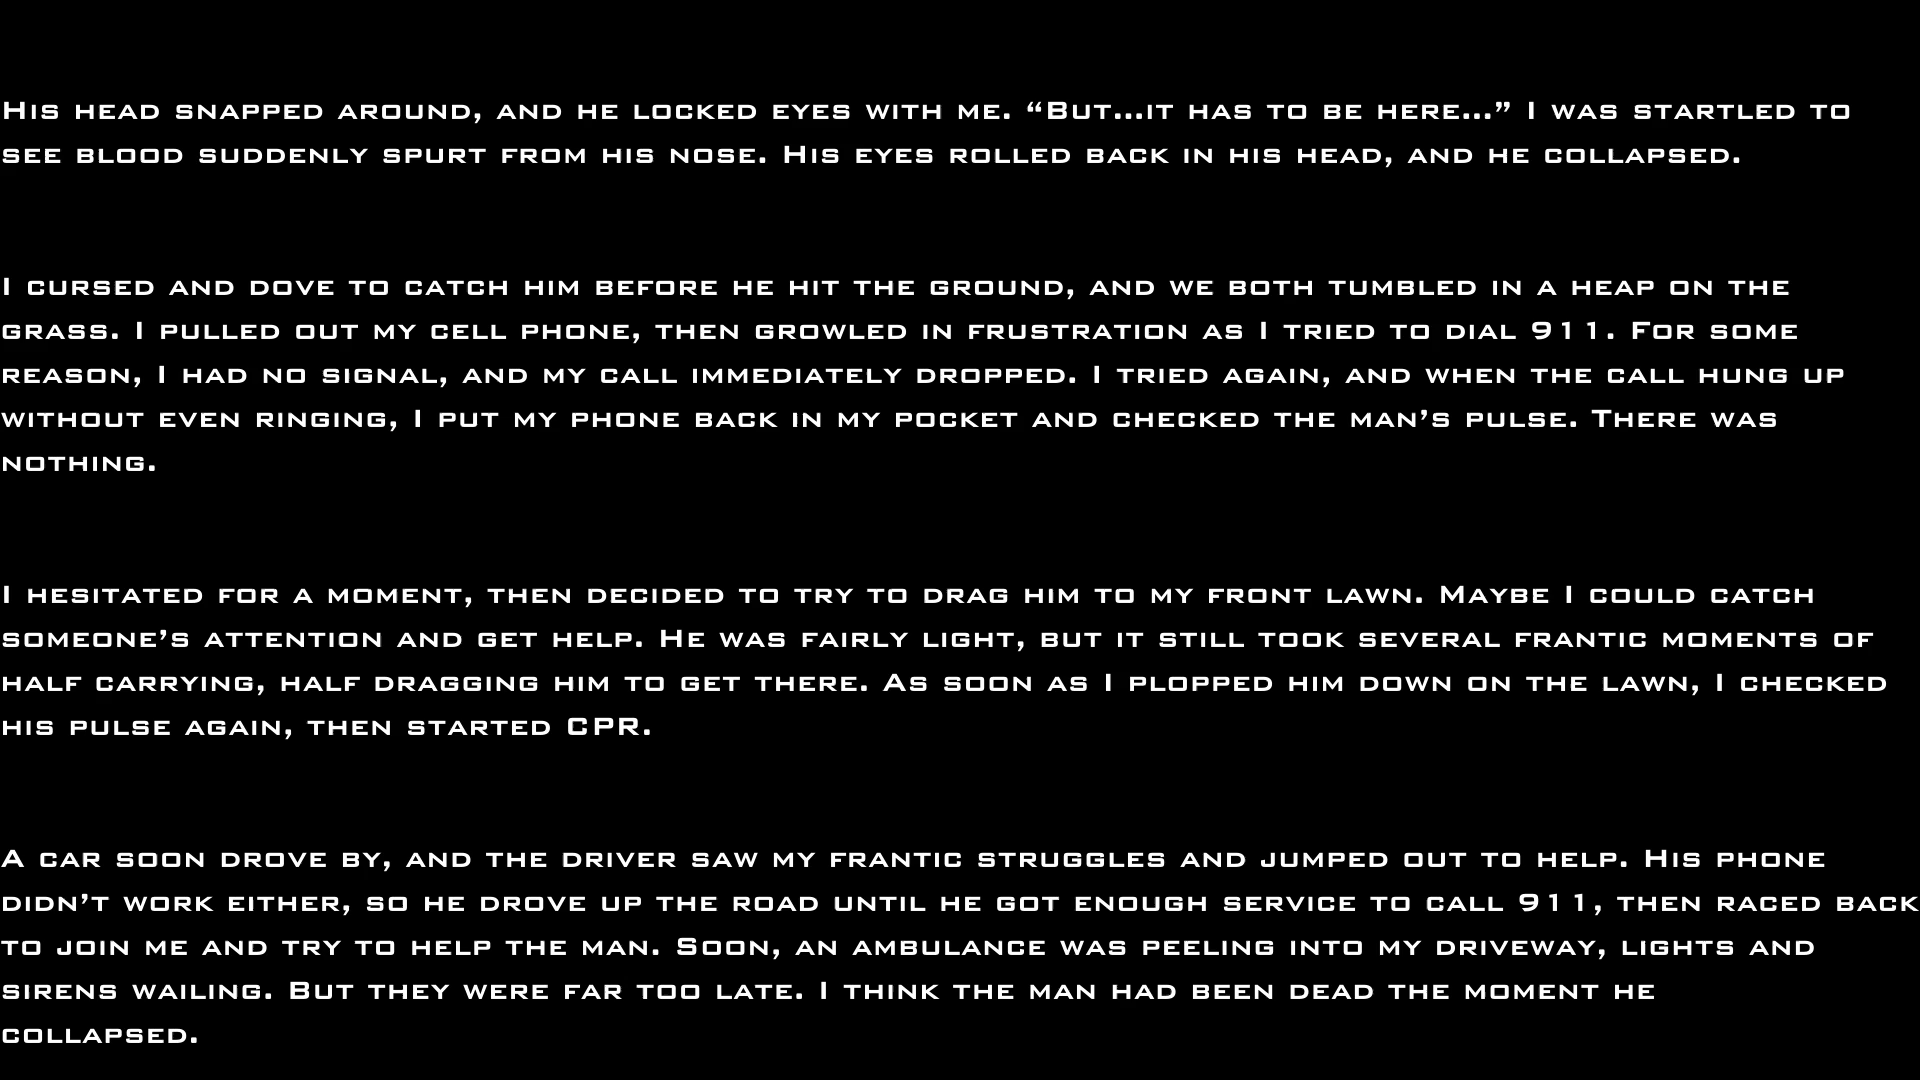 His head snapped around, and he locked eyes with me. “But...it has to be here...” I was startled to
see blood suddenly spurt from his nose. His eyes rolled back in his head, and he collapsed.
I cursed and dove to catch him before he hit the ground, and we both tumbled in a heap on the
grass. I pulled out my cell phone, then growled in frustration as I tried to dial 911. For some
reason, I had no signal, and my call immediately dropped. I tried again, and when the call hung up
without even ringing, I put my phone back in my pocket and checked the man’s pulse. There was
nothing.
I hesitated for a moment, then decided to try to drag him to my front lawn. Maybe I could catch
someone’s attention and get help. He was fairly light, but it still took several frantic moments of
half carrying, half dragging him to get there. As soon as I plopped him down on the lawn, I checked
his pulse again, then started CPR.
A car soon drove by, and the driver saw my frantic struggles and jumped out to help. His phone
didn’t work either, so he drove up the road until he got enough service to call 911, then raced back
to join me and try to help the man. Soon, an ambulance was peeling into my driveway, lights and
sirens wailing. But they were far too late. I think the man had been dead the moment he
collapsed.